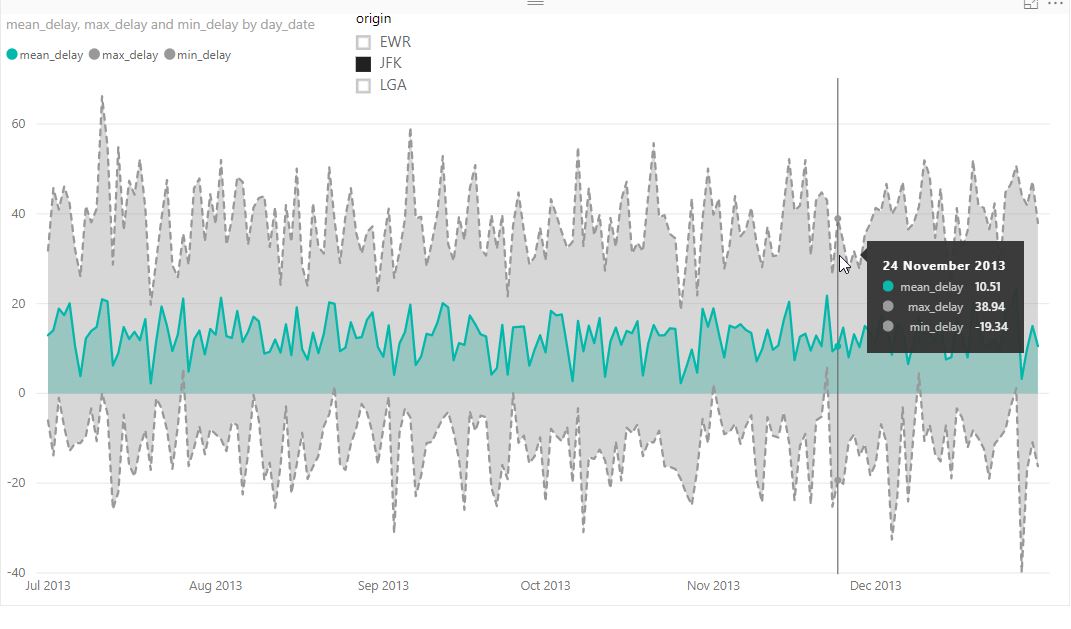 mean_delay, max_delay and min_delay by day_date
mean_delay max_delay min_delay
origin
EWR
JFK
LGA
60
40
20
0
-20
-40
24 November 2013
mean_delay 10.51
max_delay 38.94
min_delay -19.34
Jul 2013 Aug 2013 Sep 2013 Oct 2013 Nov 2013 Dec 2013